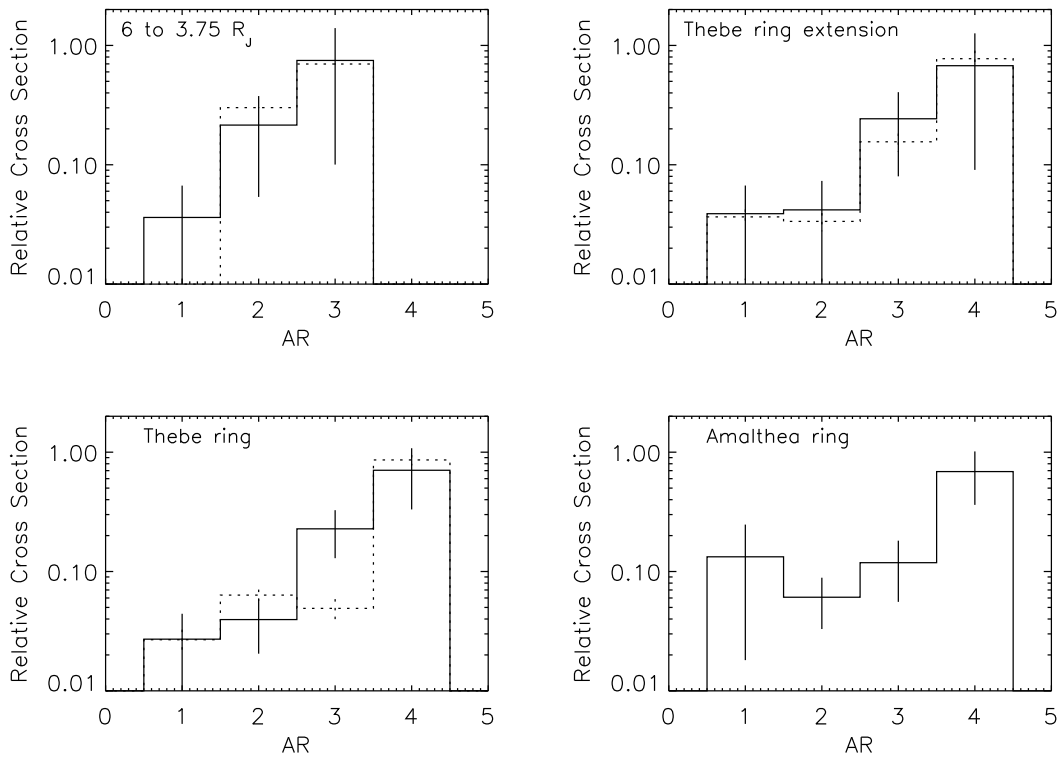 6 to 3.75 R_J
Relative Cross Section
1.00
0.10
0.01
0 1 2 3 4 5
AR
Thebe ring extension
Relative Cross Section
1.00
0.10
0.01
0 1 2 3 4 5
AR
Thebe ring
Relative Cross Section
1.00
0.10
0.01
0 1 2 3 4 5
AR
Amalthea ring
Relative Cross Section
1.00
0.10
0.01
0 1 2 3 4 5
AR